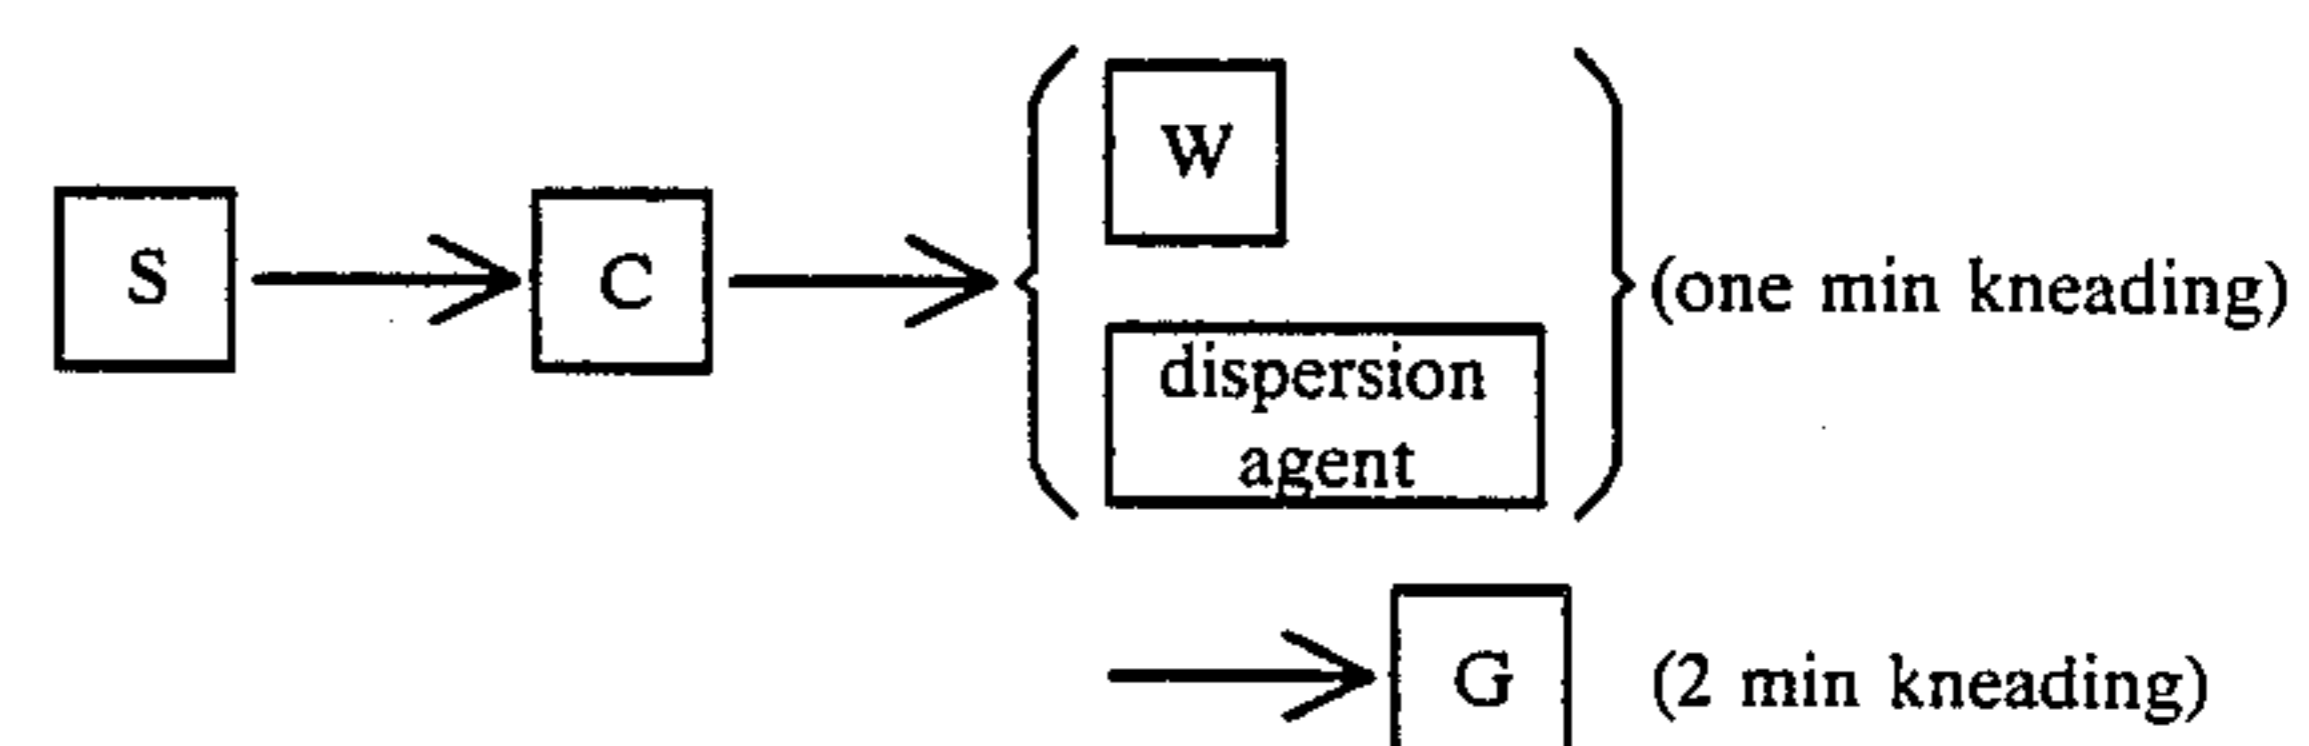 S
C
W
dispersion
agent
(one min kneading)
G
(2 min kneading)